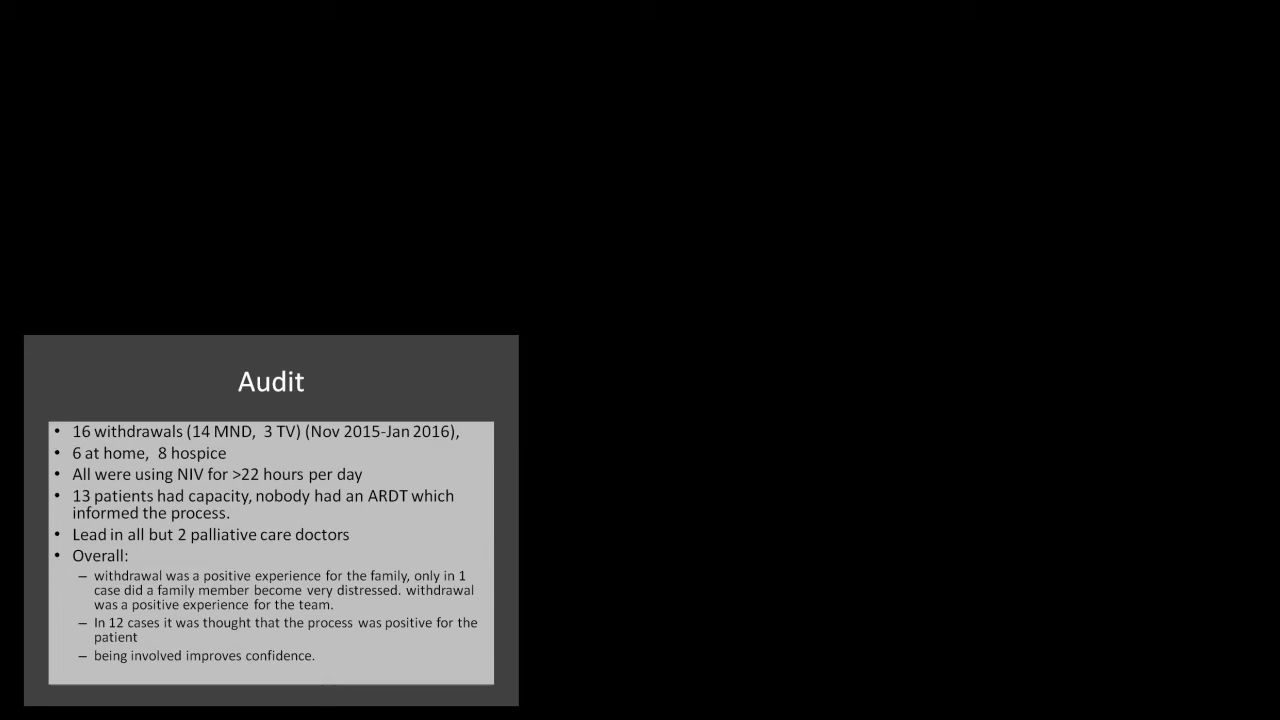 Audit
• 16 withdrawals (14 MND, 3 TV) (Nov 2015-Jan 2016),
• 6 at home, 8 hospice
• All were using NIV for >22 hours per day
• 13 patients had capacity, nobody had an ARDT which
informed the process.
• Lead in all but 2 palliative care doctors
• Overall:
– withdrawal was a positive experience for the family, only in 1
case did a family member become very distressed. withdrawal
was a positive experience for the team.
– In 12 cases it was thought that the process was positive for the
patient
– being involved improves confidence.